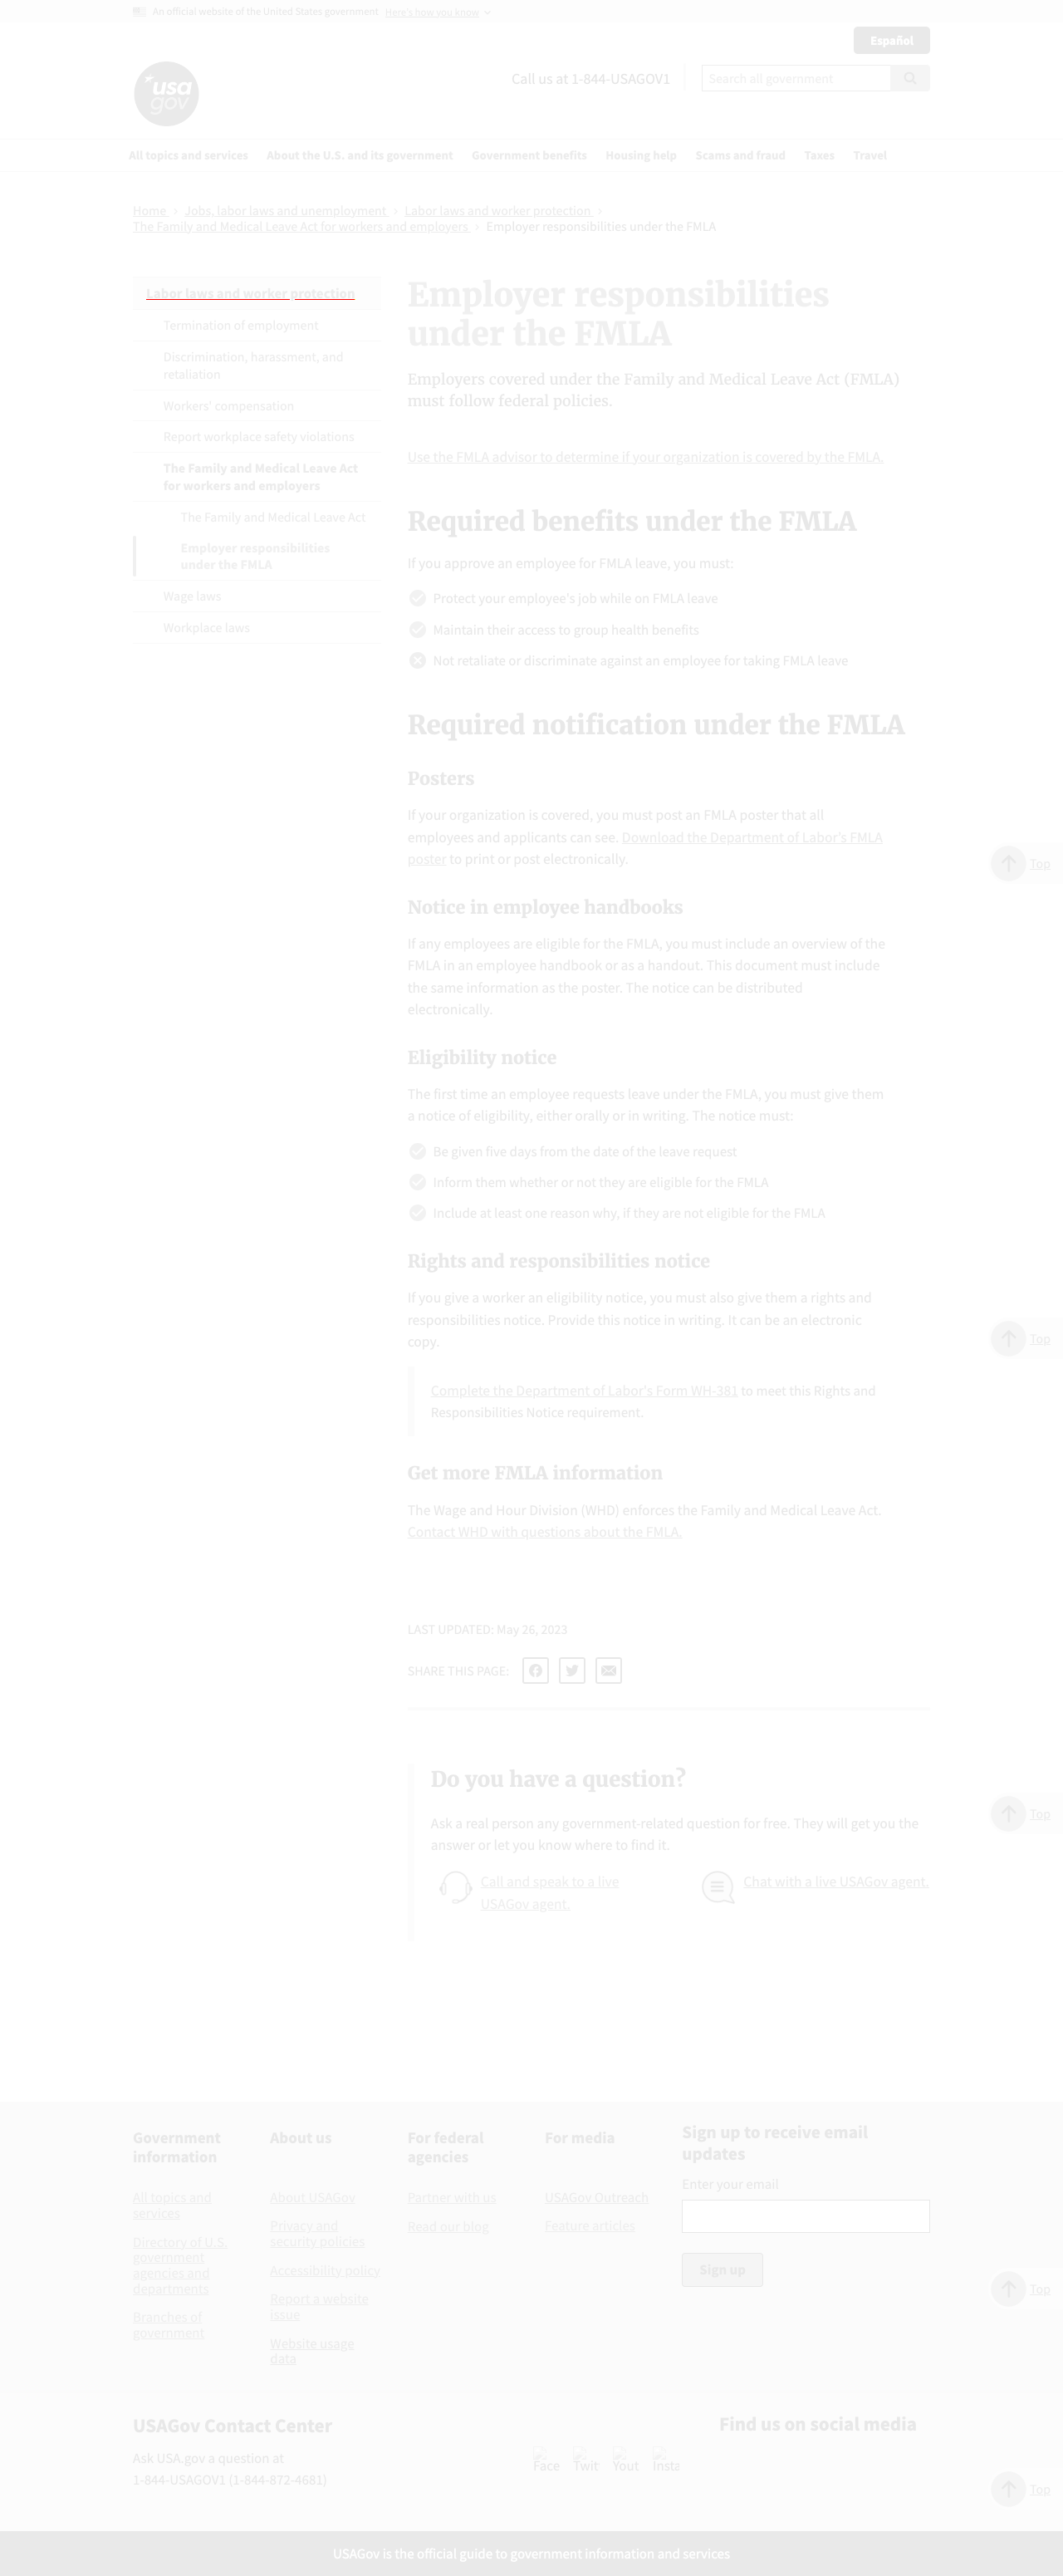 An official website of the United States government Here's how you know
Español
usa
gov
Call us at 1-844-USAGOV1
Search all government
All topics and services About the U.S. and its government Government benefits Housing help Scams and fraud Taxes Travel
Home Jobs, labor laws and unemployment Labor laws and worker protection
The Family and Medical Leave Act for workers and employers Employer responsibilities under the FMLA
Labor laws and worker protection
Termination of employment
Discrimination, harassment, and
retaliation
Workers' compensation
Report workplace safety violations
The Family and Medical Leave Act
for workers and employers
The Family and Medical Leave Act
Employer responsibilities
under the FMLA
Wage laws
Workplace laws
Employer responsibilities
under the FMLA
Employers covered under the Family and Medical Leave Act (FMLA)
must follow federal policies.
Use the FMLA advisor to determine if your organization is covered by the FMLA.
Required benefits under the FMLA
If you approve an employee for FMLA leave, you must:
Protect your employee's job while on FMLA leave
Maintain their access to group health benefits
Not retaliate or discriminate against an employee for taking FMLA leave
Required notification under the FMLA
Posters
If your organization is covered, you must post an FMLA poster that all
employees and applicants can see. Download the Department of Labor's FMLA
poster to print or post electronically.
Notice in employee handbooks
If any employees are eligible for the FMLA, you must include an overview of the
FMLA in an employee handbook or as a handout. This document must include
the same information as the poster. The notice can be distributed
electronically.
Eligibility notice
The first time an employee requests leave under the FMLA, you must give them
a notice of eligibility, either orally or in writing. The notice must:
Be given five days from the date of the leave request
Inform them whether or not they are eligible for the FMLA
Include at least one reason why, if they are not eligible for the FMLA
Rights and responsibilities notice
If you give a worker an eligibility notice, you must also give them a rights and
responsibilities notice. Provide this notice in writing. It can be an electronic
copy.
Complete the Department of Labor's Form WH-381 to meet this Rights and
Responsibilities Notice requirement.
Get more FMLA information
The Wage and Hour Division (WHD) enforces the Family and Medical Leave Act.
Contact WHD with questions about the FMLA.
LAST UPDATED: May 26, 2023
SHARE THIS PAGE:
Do you have a question?
Ask a real person any government-related question for free. They will get you the
answer or let you know where to find it.
Call and speak to a live
USAGov agent.
Chat with a live USAGov agent.
Top
Top
Top
Top
Top
Government
information
All topics and
services
Directory of U.S.
government
agencies and
departments
Branches of
government
About us
About USAGov
Privacy and
security policies
Accessibility policy
Report a website
issue
Website usage
data
For federal
agencies
Partner with us
Read our blog
For media
USAGov Outreach
Feature articles
Sign up to receive email
updates
Enter your email
Sign up
USAGov Contact Center
Ask USA.gov a question at
1-844-USAGOV1 (1-844-872-4681)
Find us on social media
Face Twit Yout Insta
USAGov is the official guide to government information and services